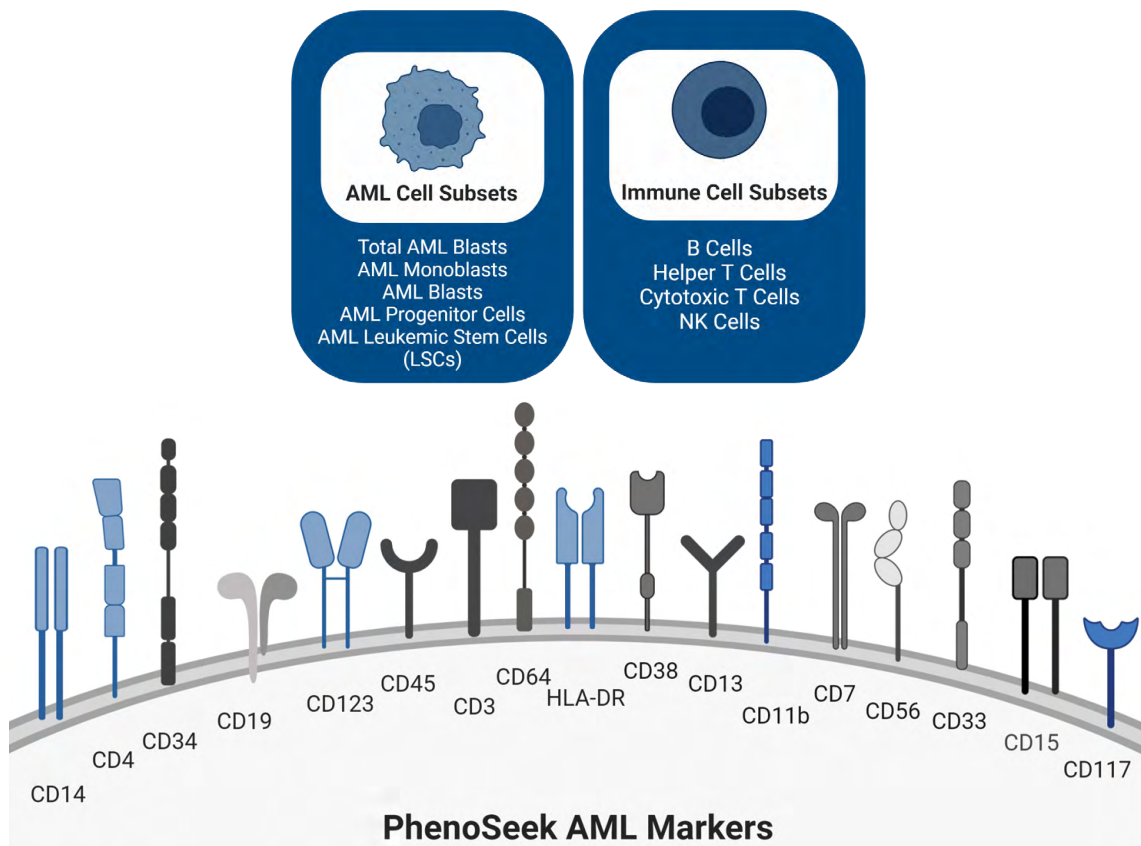 AML Cell Subsets
Total AML Blasts
AML Monoblasts
AML Blasts
AML Progenitor Cells
AML Leukemic Stem Cells
(LSCs)
Immune Cell Subsets
B Cells
Helper T Cells
Cytotoxic T Cells
NK Cells
CD14
CD4
CD34
CD19
CD123
CD45
CD3
CD64
HLA-DR
CD38
CD13
CD11b
CD7
CD56
CD33
CD15
CD117
PhenoSeek AML Markers